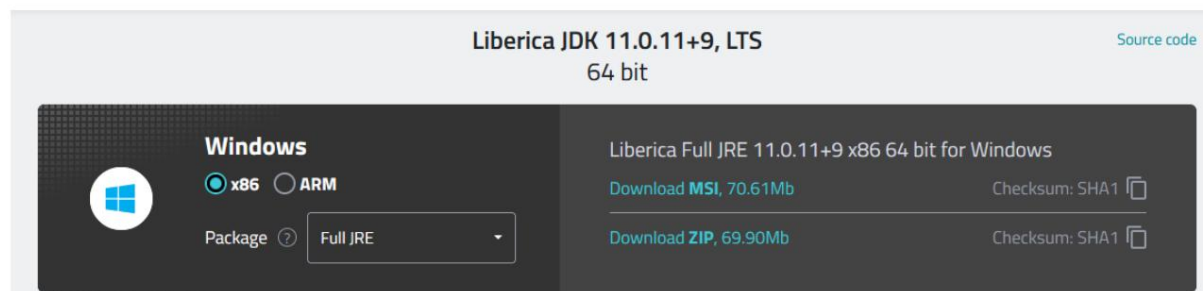 Liberica JDK 11.0.11+9, LTS
Source code
64 bit
Windows
x86 ARM
Package ? Full JRE
Liberica Full JRE 11.0.11+9 x86 64 bit for Windows
Download MSI, 70.61Mb Checksum: SHA1
Download ZIP, 69.90Mb Checksum: SHA1